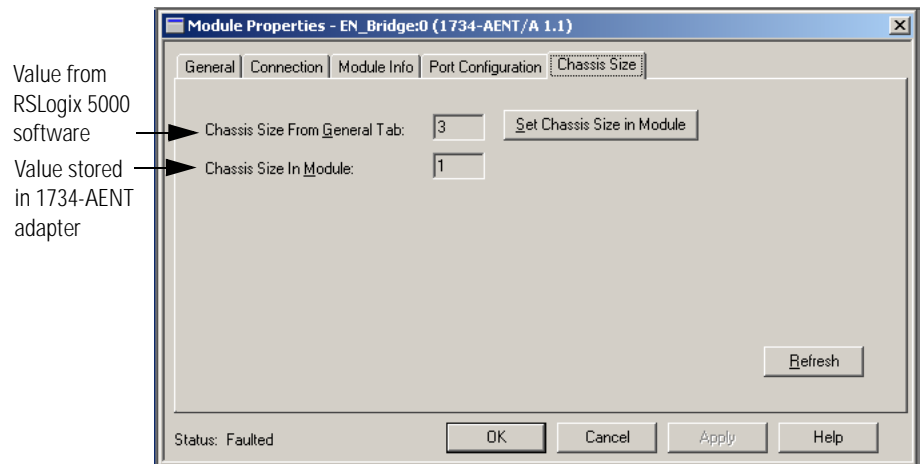 Module Properties - EN_Bridge:0 (1734-AENT/A 1.1)
General Connection Module Info Port Configuration Chassis Size
Value from
RSLogix 5000
software
Chassis Size From General Tab: 3 Set Chassis Size in Module
Value stored
in 1734-AENT
adapter
Chassis Size In Module: 1
Refresh
Status: Faulted OK Cancel Apply Help